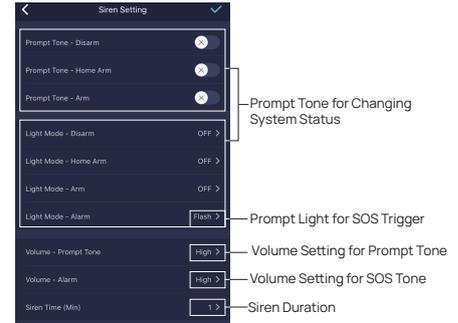 Siren Setting
Prompt Tone - Disarm
Prompt Tone - Home Arm
Prompt Tone - Arm
Prompt Tone for Changing
System Status
Light Mode - Disarm OFF >
Light Mode - Home Arm OFF >
Light Mode - Arm OFF >
Light Mode - Alarm Flash > Prompt Light for SOS Trigger
Volume - Prompt Tone High > Volume Setting for Prompt Tone
Volume - Alarm High > Volume Setting for SOS Tone
Siren Time (Min) 1 > Siren Duration